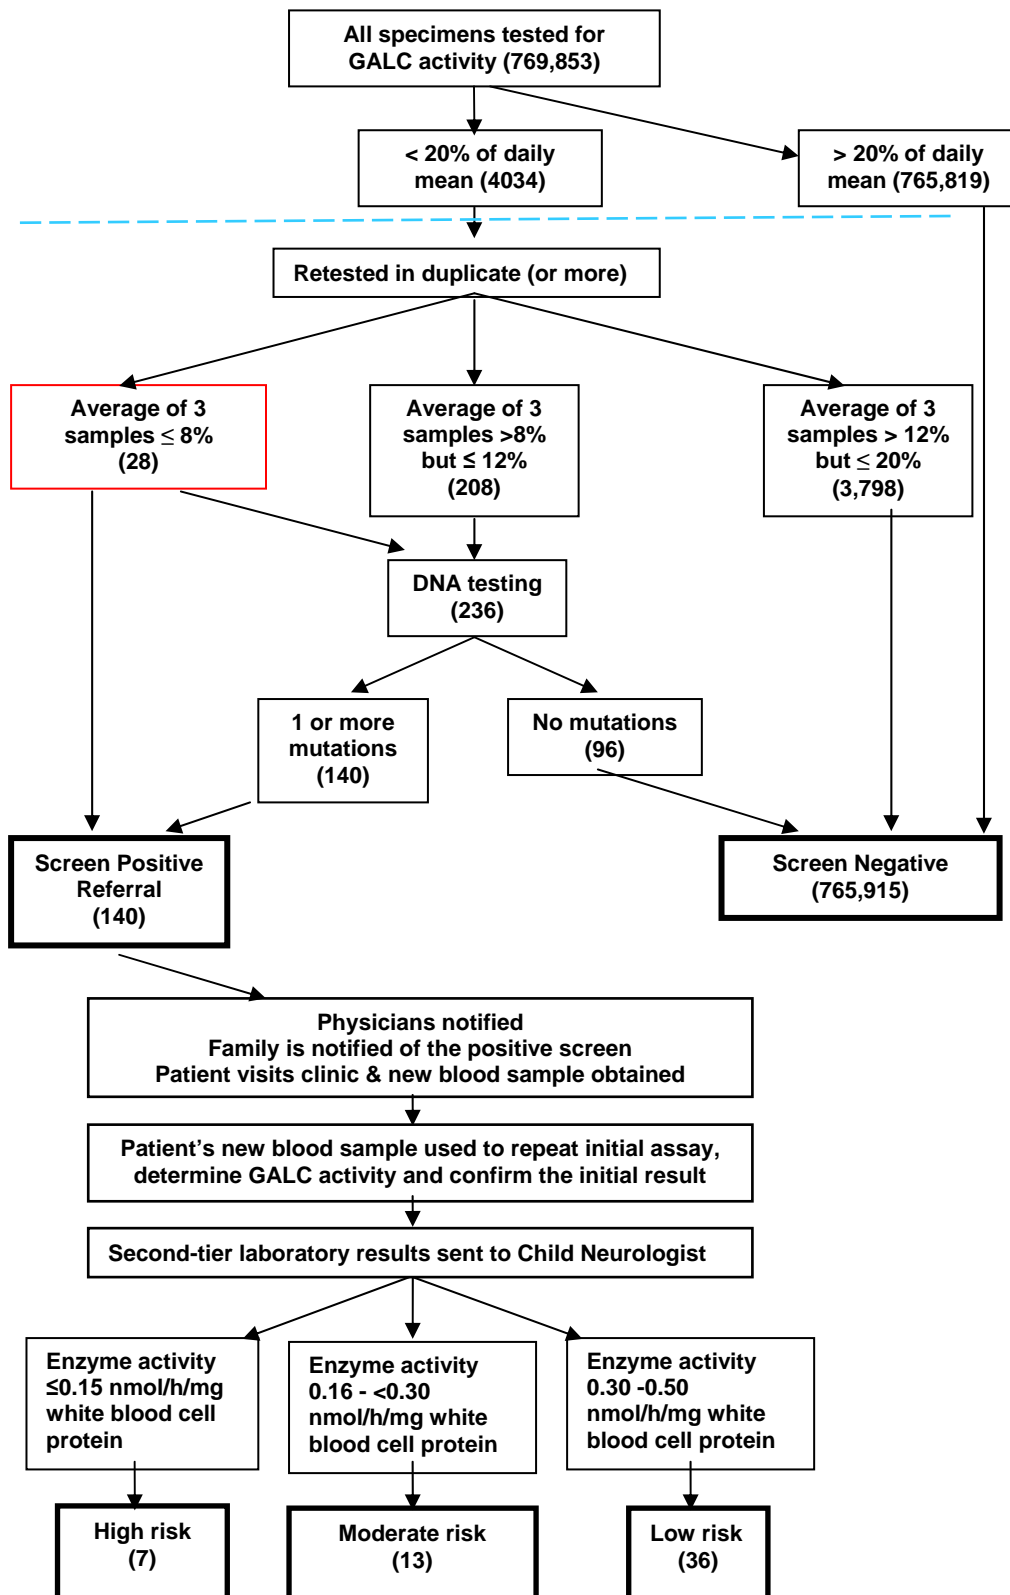 All specimens tested for
GALC activity (769,853)
< 20% of daily
mean (4034)
> 20% of daily
mean (765,819)
Retested in duplicate (or more)
Average of 3
samples ≤ 8%
(28)
Average of 3
samples >8%
but ≤ 12%
(208)
Average of 3
samples > 12%
but ≤ 20%
(3,798)
DNA testing
(236)
1 or more
mutations
(140)
No mutations
(96)
Screen Positive
Referral
(140)
Screen Negative
(765,915)
Physicians notified
Family is notified of the positive screen
Patient visits clinic & new blood sample obtained
Patient's new blood sample used to repeat initial assay,
determine GALC activity and confirm the initial result
Second-tier laboratory results sent to Child Neurologist
Enzyme activity
≤0.15 nmol/h/mg
white blood cell
protein
Enzyme activity
0.16 - <0.30
nmol/h/mg white
blood cell protein
Enzyme activity
0.30 -0.50
nmol/h/mg white
blood cell protein
High risk
(7)
Moderate risk
(13)
Low risk
(36)